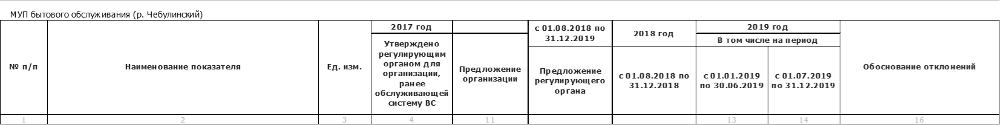 МУП бытового обслуживания (р. Чебулинский)
№ п/п
Наименование показателя
Ед. изм.
2017 год
Утверждено
регулирующим
органом для
организации,
ранее
обслуживающей
систему ВС
Предложение
организации
с 01.08.2018 по
31.12.2019
Предложение
регулирующего
органа
2018 год
с 01.08.2018 по
31.12.2018
2019 год
В том числе на период
с 01.01.2019
по 30.06.2019
с 01.07.2019
по 31.12.2019
Обоснование отклонений
1 2 3 4 11 13 14 16